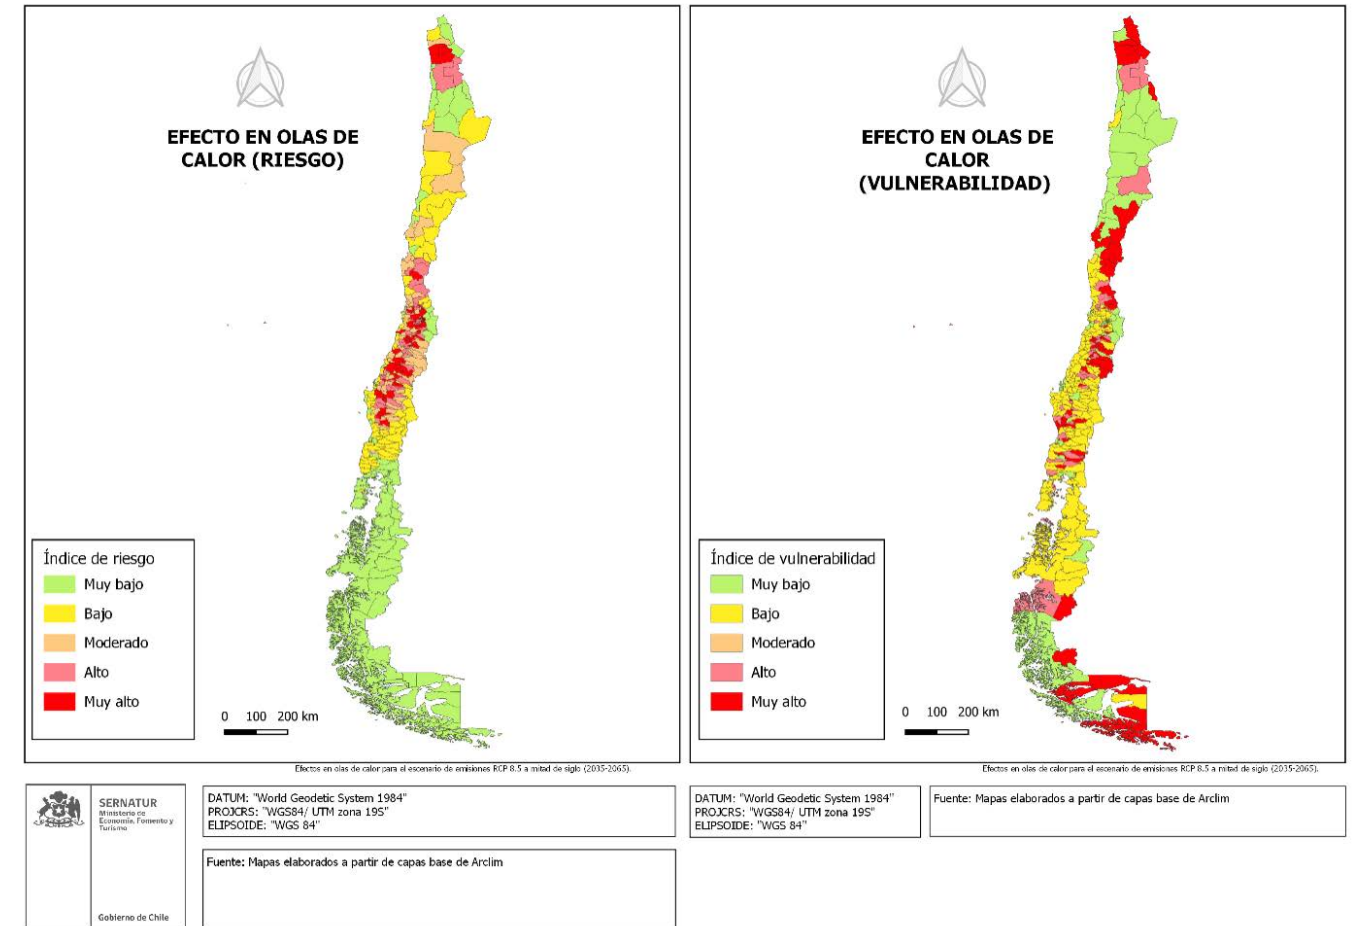 EFECTO EN OLAS DE
CALOR (RIESGO)
Índice de riesgo
Muy bajo
Bajo
Moderado
Alto
Muy alto
0 100 200 km
Efectos en olas de calor para el escenario de emisiones RCP 8.5 a mitad de siglo (2035-2065).
EFECTO EN OLAS DE
CALOR
(VULNERABILIDAD)
Índice de vulnerabilidad
Muy bajo
Bajo
Moderado
Alto
Muy alto
0 100 200 km
Efectos en olas de calor para el escenario de emisiones RCP 8.5 a mitad de siglo (2035-2065).
SERNATUR
Ministerio de
Economía, Fomento y
Turismo
Gobierno de Chile
DATUM: "World Geodetic System 1984"
PROJCRS: "WGS84/ UTM zona 19S"
ELIPSOIDE: "WGS 84"
Fuente: Mapas elaborados a partir de capas base de Arclim
DATUM: "World Geodetic System 1984"
PROJCRS: "WGS84/ UTM zona 19S"
ELIPSOIDE: "WGS 84"
Fuente: Mapas elaborados a partir de capas base de Arclim